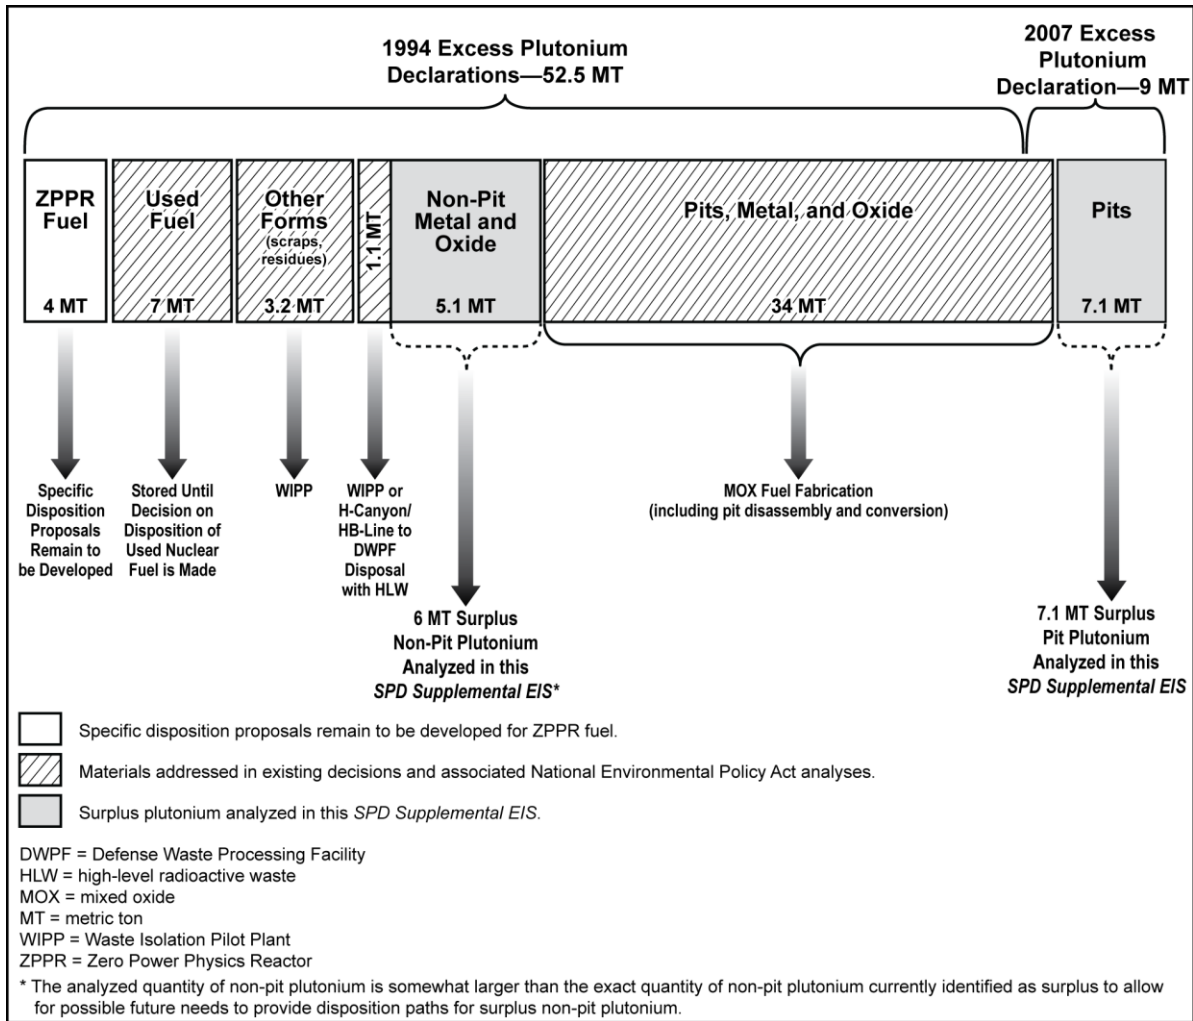 1994 Excess Plutonium
Declarations—52.5 MT
2007 Excess
Plutonium
Declaration—9 MT
ZPPR
Fuel
4 MT
Used
Fuel
7 MT
Other
Forms
(scraps,
residues)
3.2 MT
1.1 MT
Non-Pit
Metal and
Oxide
5.1 MT
Pits, Metal, and Oxide
34 MT
Pits
7.1 MT
Specific
Disposition
Proposals
Remain to
be Developed
Stored Until
Decision on
Disposition of
Used Nuclear
Fuel is Made
WIPP
WIPP or
H-Canyon/
HB-Line to
DWPF
Disposal
with HLW
6 MT Surplus
Non-Pit Plutonium
Analyzed in this
SPD Supplemental EIS*
MOX Fuel Fabrication
(including pit disassembly and conversion)
7.1 MT Surplus
Pit Plutonium
Analyzed in this
SPD Supplemental EIS
Specific disposition proposals remain to be developed for ZPPR fuel.
Materials addressed in existing decisions and associated National Environmental Policy Act analyses.
Surplus plutonium analyzed in this SPD Supplemental EIS.
DWPF = Defense Waste Processing Facility
HLW = high-level radioactive waste
MOX = mixed oxide
MT = metric ton
WIPP = Waste Isolation Pilot Plant
ZPPR = Zero Power Physics Reactor
* The analyzed quantity of non-pit plutonium is somewhat larger than the exact quantity of non-pit plutonium currently identified as surplus to allow
for possible future needs to provide disposition paths for surplus non-pit plutonium.